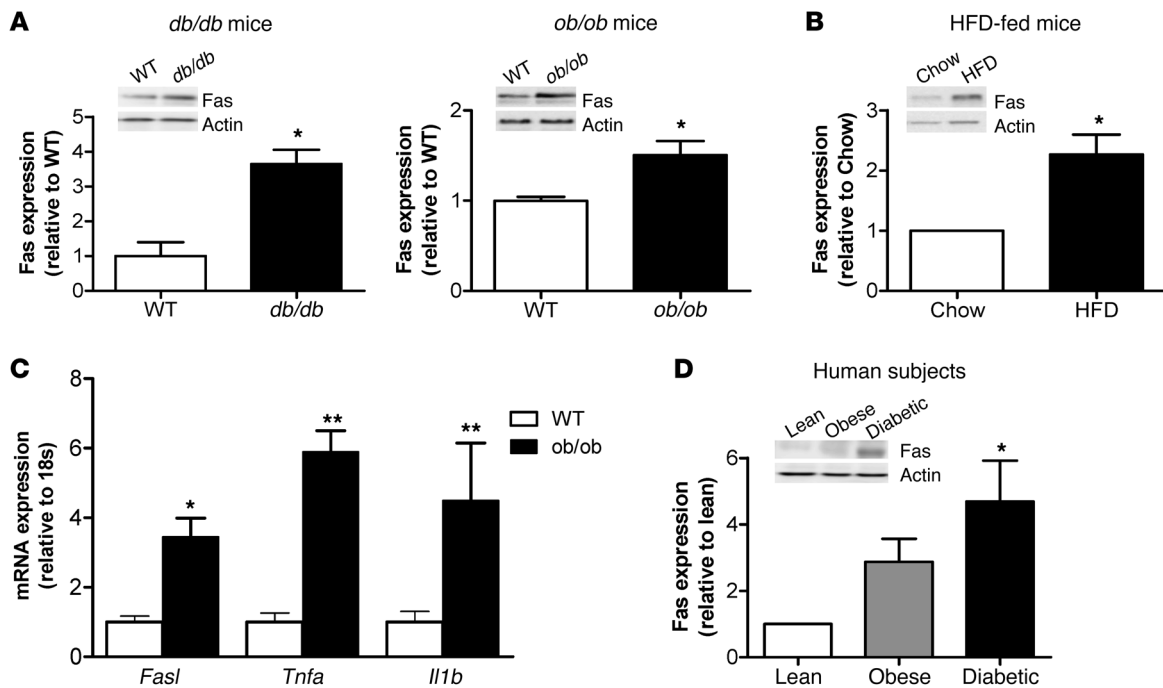 A
db/db mice
WT db/db
Fas
Actin
Fas expression
(relative to WT)
5
4
3
2
1
0
*
WT db/db
ob/ob mice
WT ob/ob
Fas
Actin
Fas expression
(relative to WT)
2
1
0
*
WT ob/ob
B
HFD-fed mice
Chow HFD
Fas
Actin
Fas expression
(relative to Chow)
3
2
1
0
*
Chow HFD
C
mRNA expression
(relative to 18s)
8
6
4
2
0
* ** **
WT
ob/ob
Fasl Tnfa Il1b
D
Human subjects
Lean Obese Diabetic
Fas
Actin
Fas expression
(relative to lean)
6
4
2
0
*
Lean Obese Diabetic